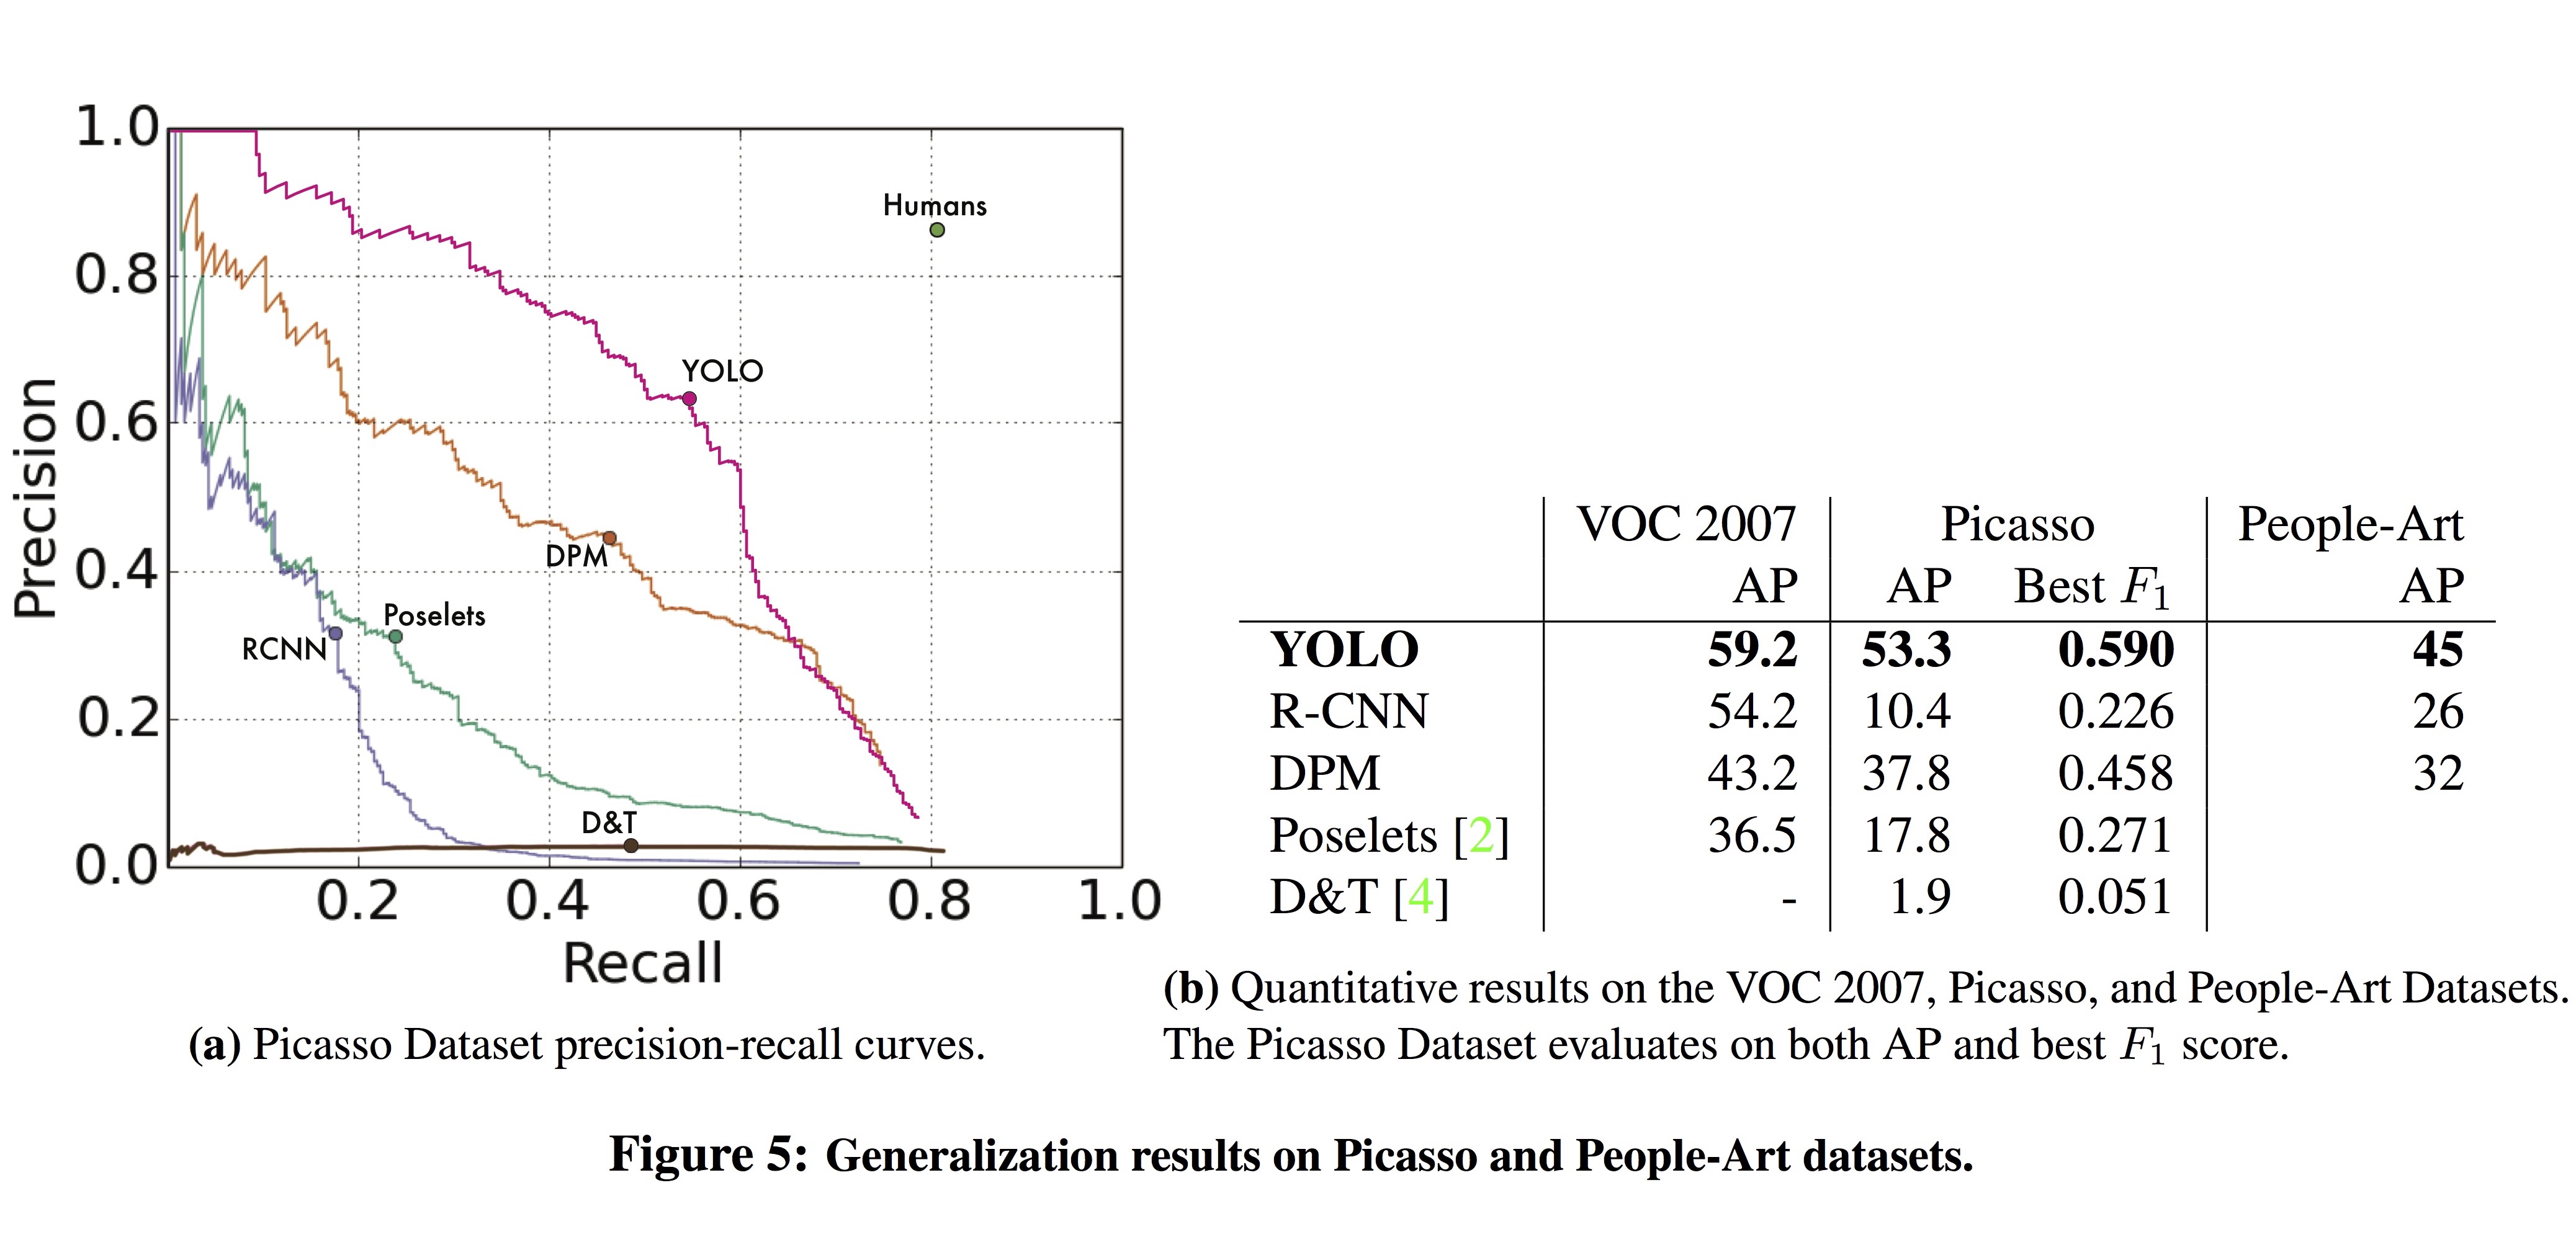 1.0
0.8
0.6
0.4
0.2
0.0
Precision
Humans
YOLO
DPM
Poselets
RCNN
D&T
0.2 0.4 0.6 0.8 1.0
Recall
(a) Picasso Dataset precision-recall curves.
VOC 2007 Picasso People-Art
AP AP Best F1 AP
YOLO 59.2 53.3 0.590 45
R-CNN 54.2 10.4 0.226 26
DPM 43.2 37.8 0.458 32
Poselets [2] 36.5 17.8 0.271
D&T [4] - 1.9 0.051
(b) Quantitative results on the VOC 2007, Picasso, and People-Art Datasets.
The Picasso Dataset evaluates on both AP and best F1 score.
Figure 5: Generalization results on Picasso and People-Art datasets.